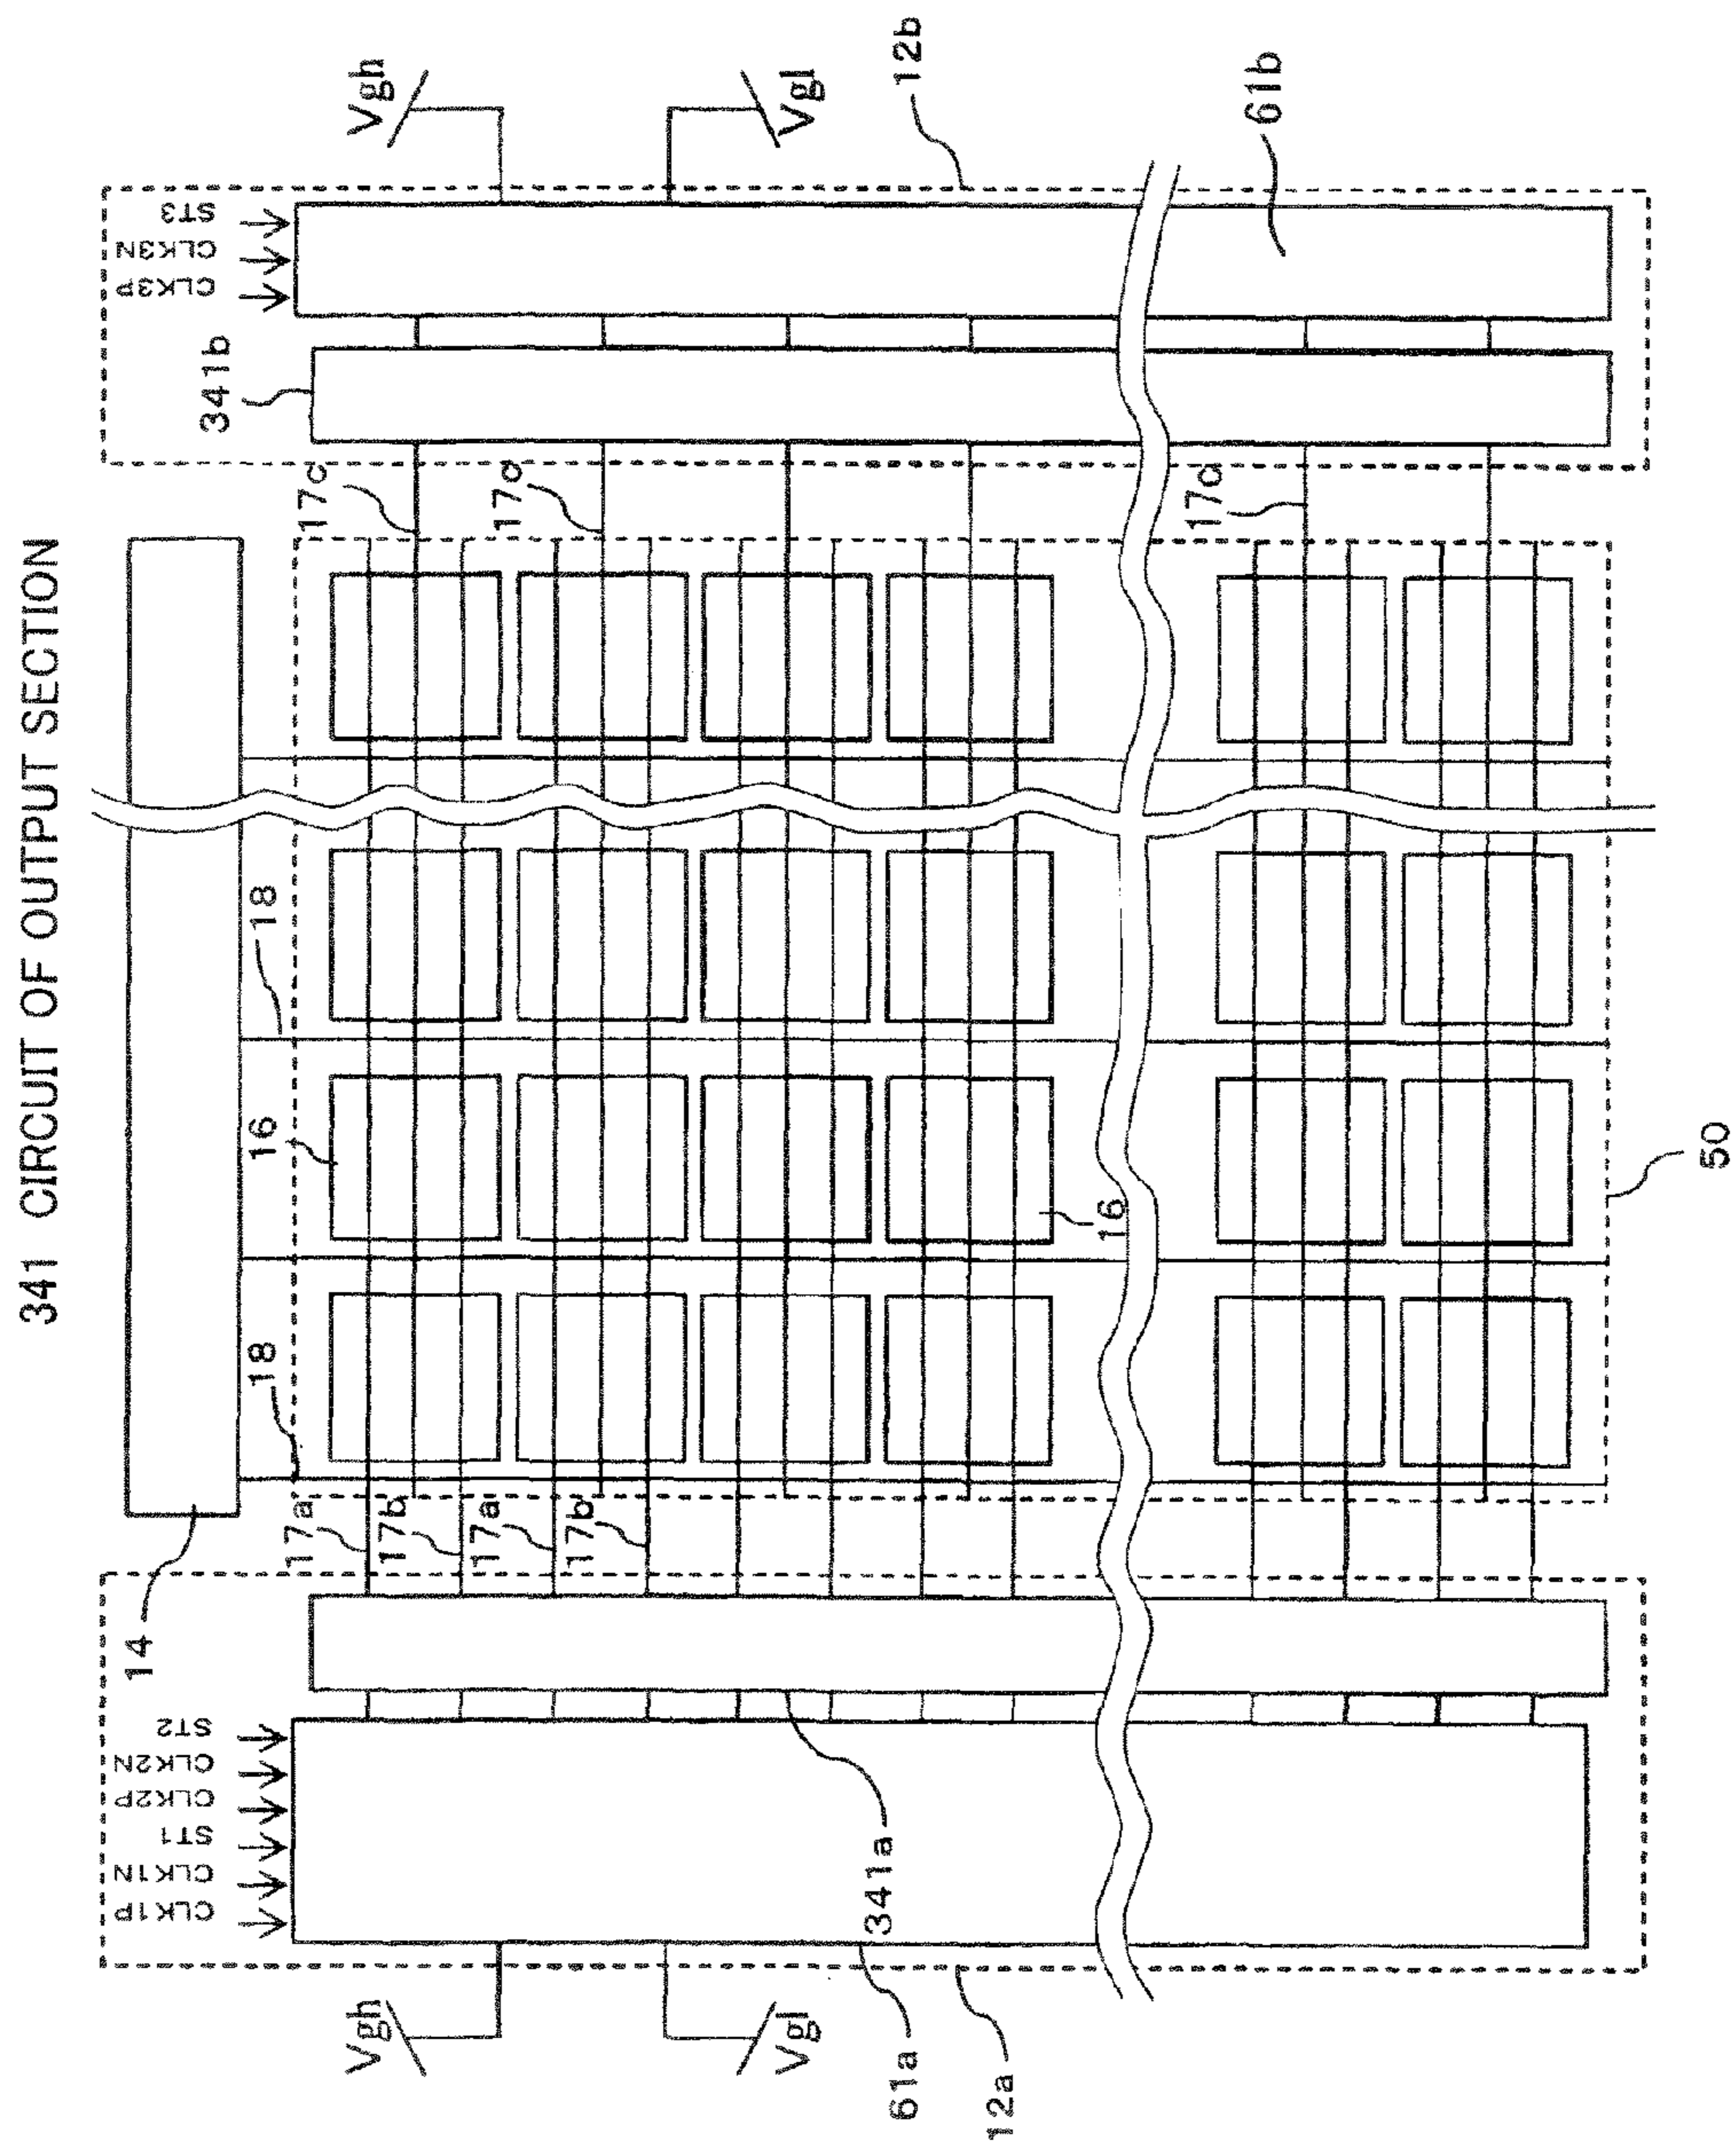 341 CIRCUIT OF OUTPUT SECTION
14
18
16
18
16
50
12a
61a
341a
Vgh
Vgl
CLK1P
CLK1N
ST1
CLK2P
CLK2N
ST2
17a
17b
17a
17b
17c
17c
17c
12b
61b
341b
Vgh
Vgl
CLK3P
CLK3N
ST3